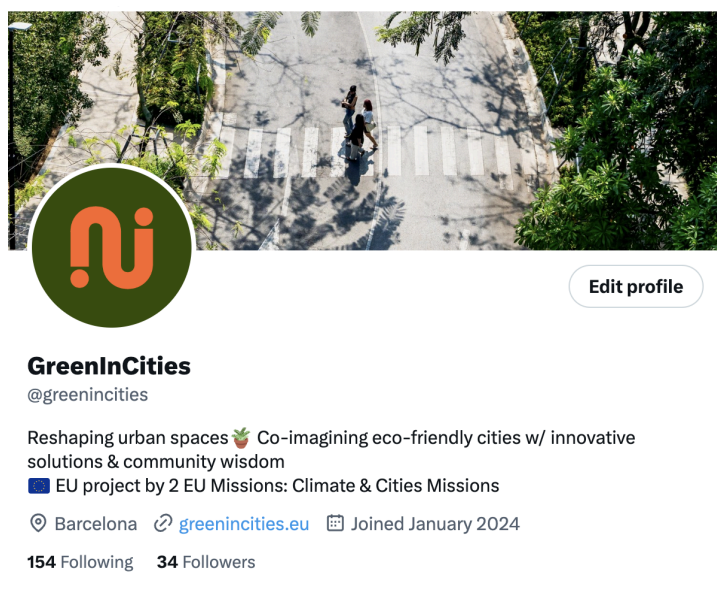 Edit profile
GreenInCities
@greenincities
Reshaping urban spaces🪴 Co-imagining eco-friendly cities w/ innovative
solutions & community wisdom
🇪🇺 EU project by 2 EU Missions: Climate & Cities Missions
Barcelona greenincities.eu Joined January 2024
154 Following 34 Followers